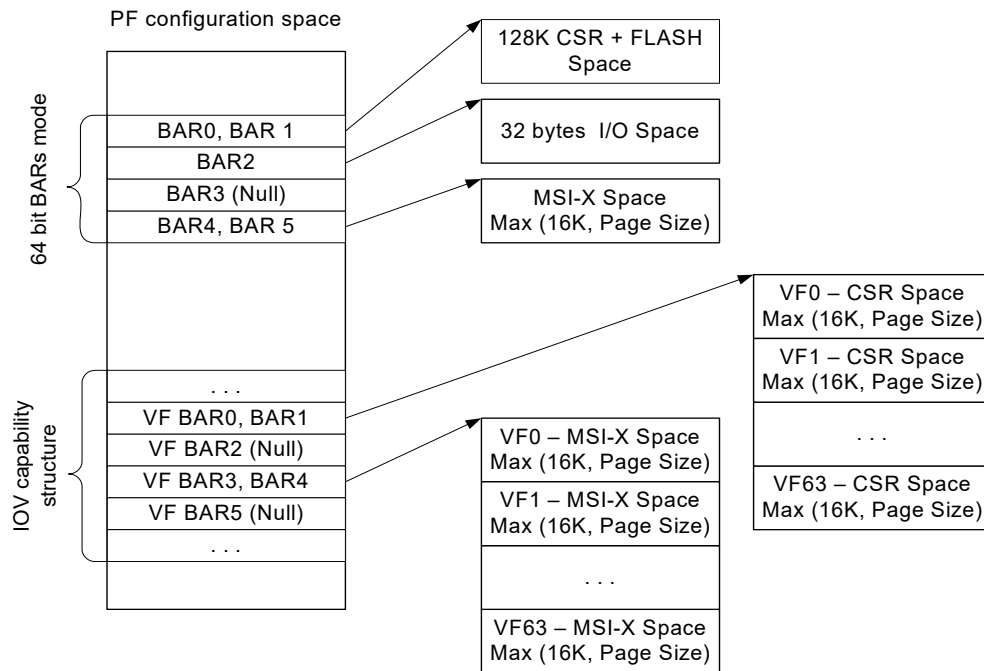 PF configuration space
64 bit BARs mode
BAR0, BAR 1
BAR2
BAR3 (Null)
BAR4, BAR 5
128K CSR + FLASH
Space
32 bytes I/O Space
MSI-X Space
Max (16K, Page Size)
IOV capability
structure
. . .
VF BAR0, BAR1
VF BAR2 (Null)
VF BAR3, BAR4
VF BAR5 (Null)
. . .
VF0 – MSI-X Space
Max (16K, Page Size)
VF1 – MSI-X Space
Max (16K, Page Size)
. . .
VF63 – MSI-X Space
Max (16K, Page Size)
VF0 – CSR Space
Max (16K, Page Size)
VF1 – CSR Space
Max (16K, Page Size)
. . .
VF63 – CSR Space
Max (16K, Page Size)